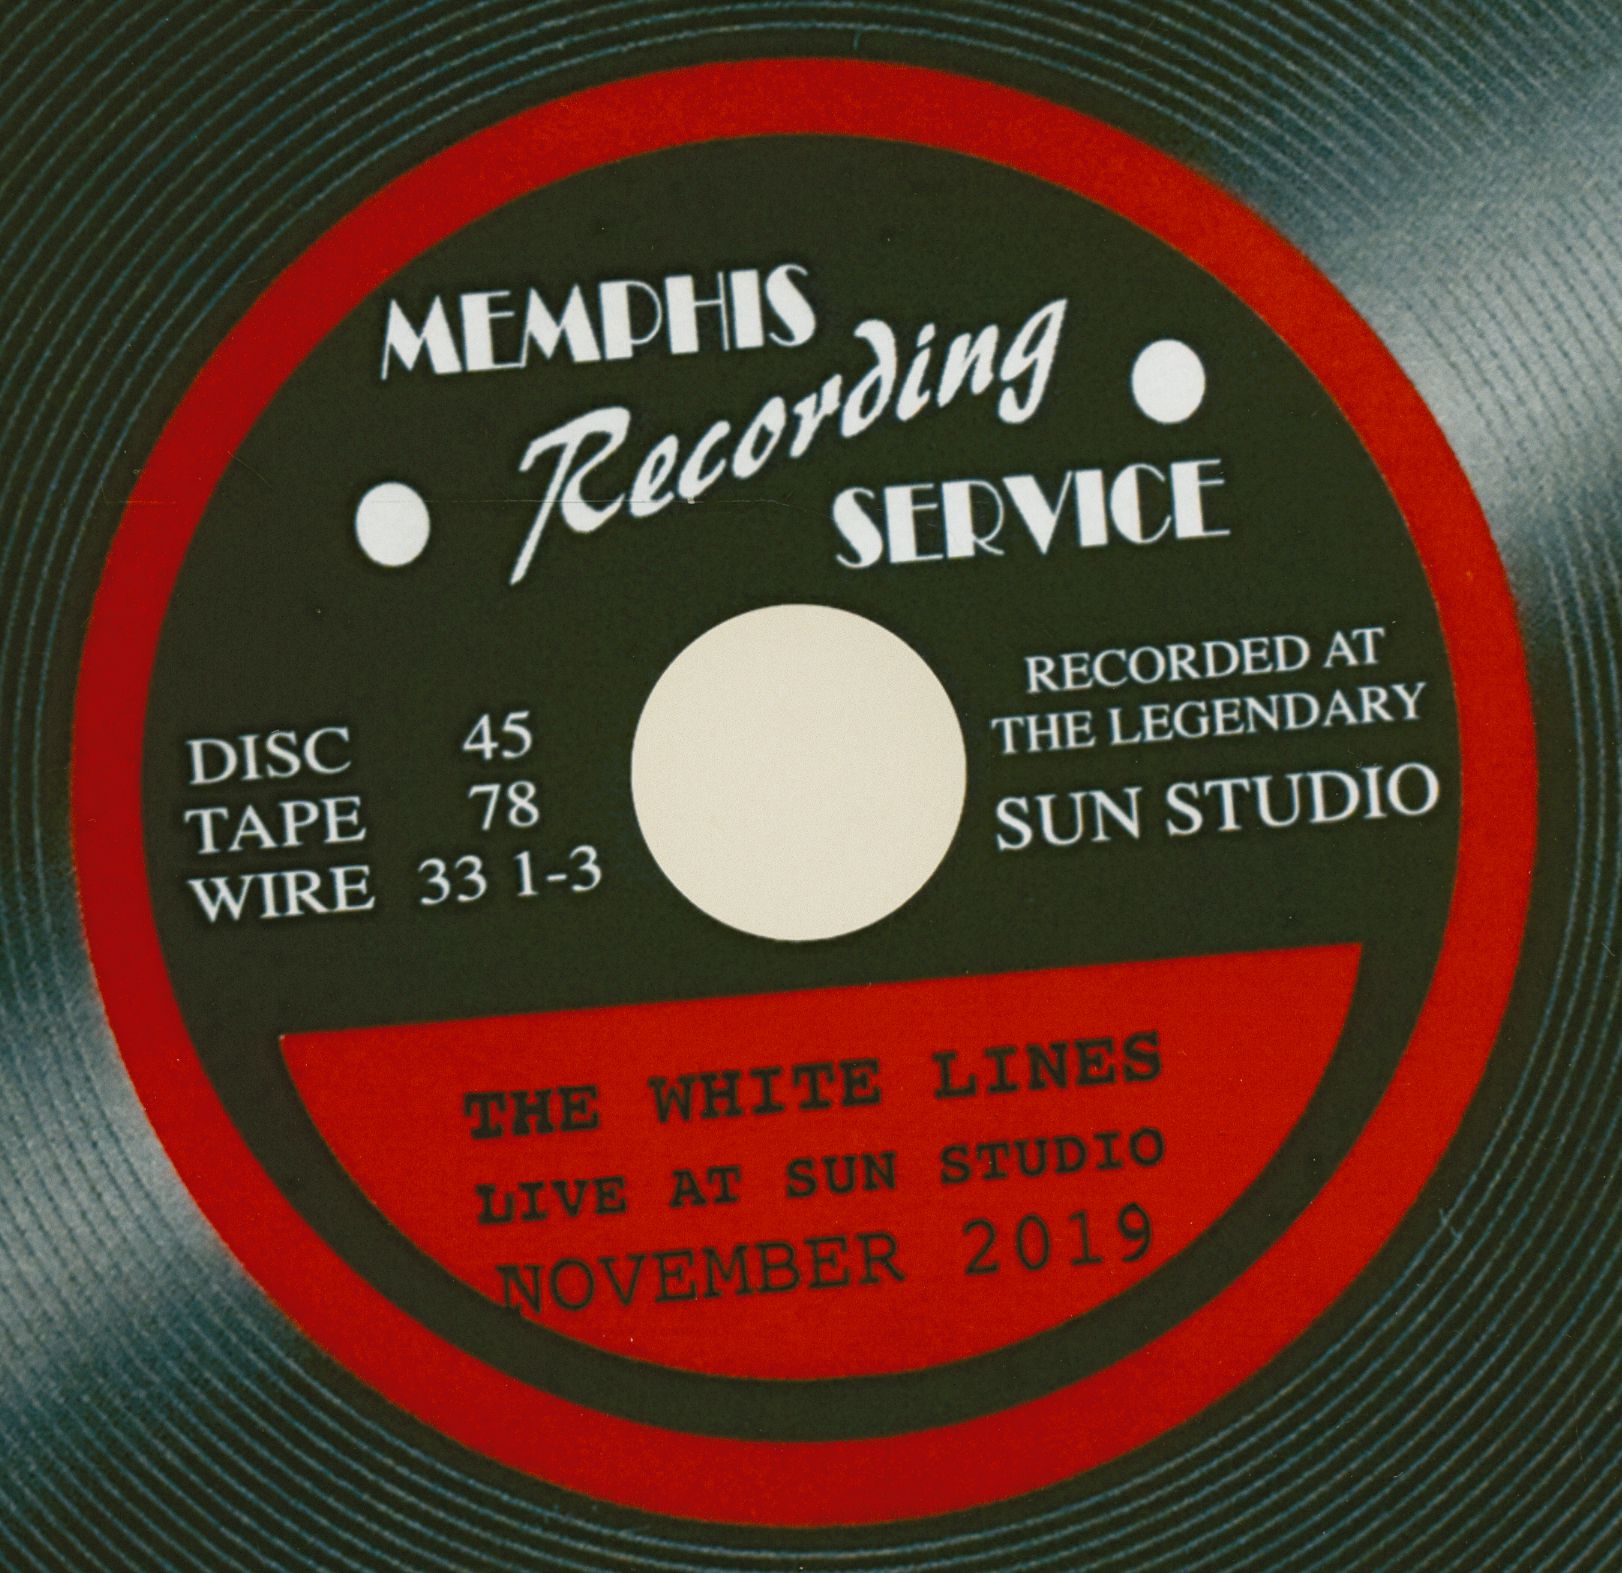 MEMPHIS
Recording
SERVICE
DISC 45
TAPE 78
WIRE 33 1-3
RECORDED AT
THE LEGENDARY
SUN STUDIO
THE WHITE LINES
LIVE AT SUN STUDIO
NOVEMBER 2019